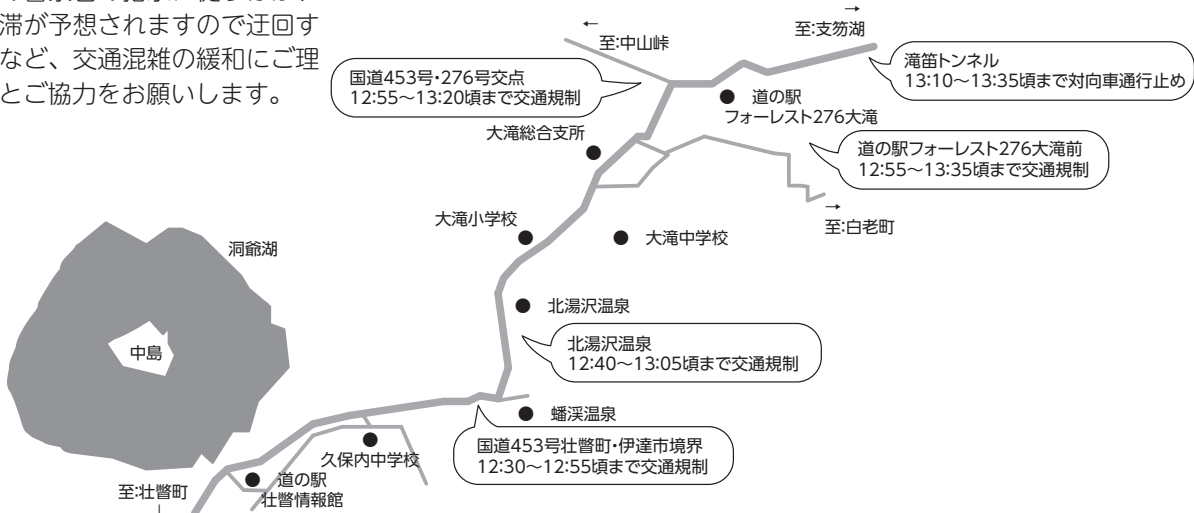 滞が予想されますので迂回す
など、交通混雑の緩和にご理
とご協力をお願いします。
←
至:中山峠
→
至:支笏湖
国道453号・276号交点
12:55〜13:20頃まで交通規制
滝笛トンネル
13:10〜13:35頃まで対向車通行止め
道の駅
フォーレスト276大滝
大滝総合支所
道の駅フォーレスト276大滝前
12:55〜13:35頃まで交通規制
→
至:白老町
大滝小学校
大滝中学校
洞爺湖
中島
北湯沢温泉
北湯沢温泉
12:40〜13:05頃まで交通規制
蟠渓温泉
国道453号壮瞥町・伊達市境界
12:30〜12:55頃まで交通規制
久保内中学校
道の駅
壮瞥情報館
至:壮瞥町